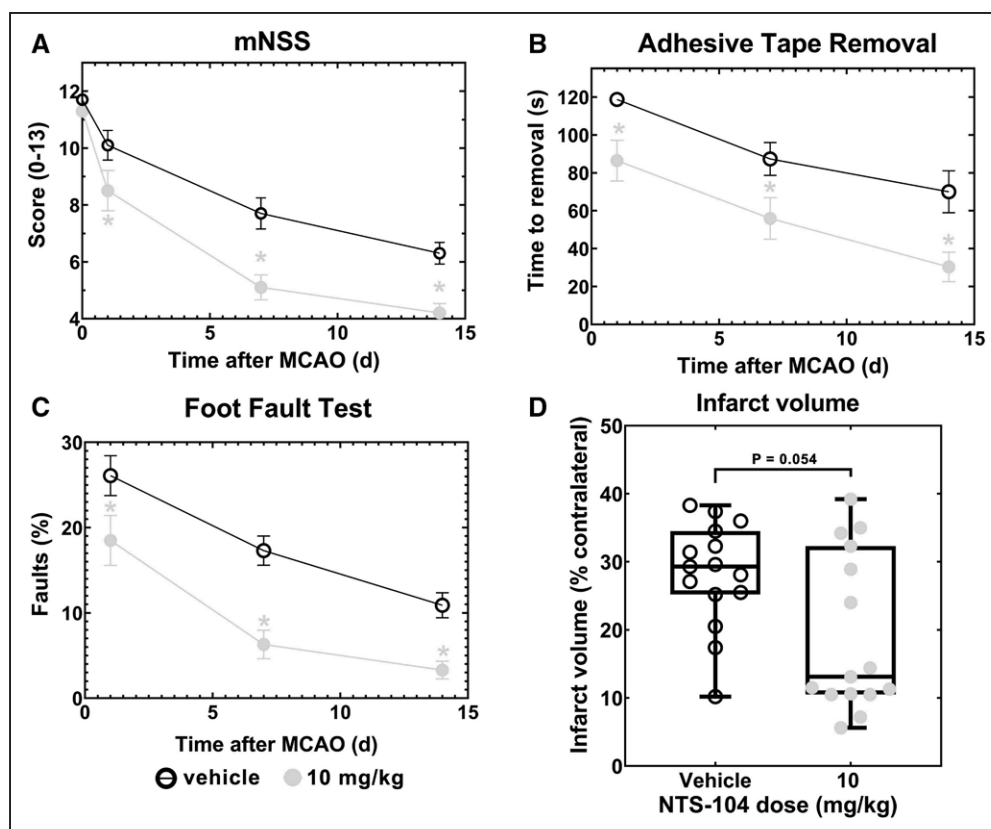 A
mNSS
Score (0-13)
12
10
8
6
4
*
*
*
0
5
10
15
Time after MCAO (d)
B
Adhesive Tape Removal
Time to removal (s)
120
100
80
60
40
20
0
*
*
*
0
5
10
15
Time after MCAO (d)
C
Foot Fault Test
Faults (%)
30
20
10
0
*
*
*
0
5
10
15
Time after MCAO (d)
vehicle
10 mg/kg
D
Infarct volume
Infarct volume (% contralateral)
50
40
30
20
10
0
P = 0.054
Vehicle
10
NTS-104 dose (mg/kg)